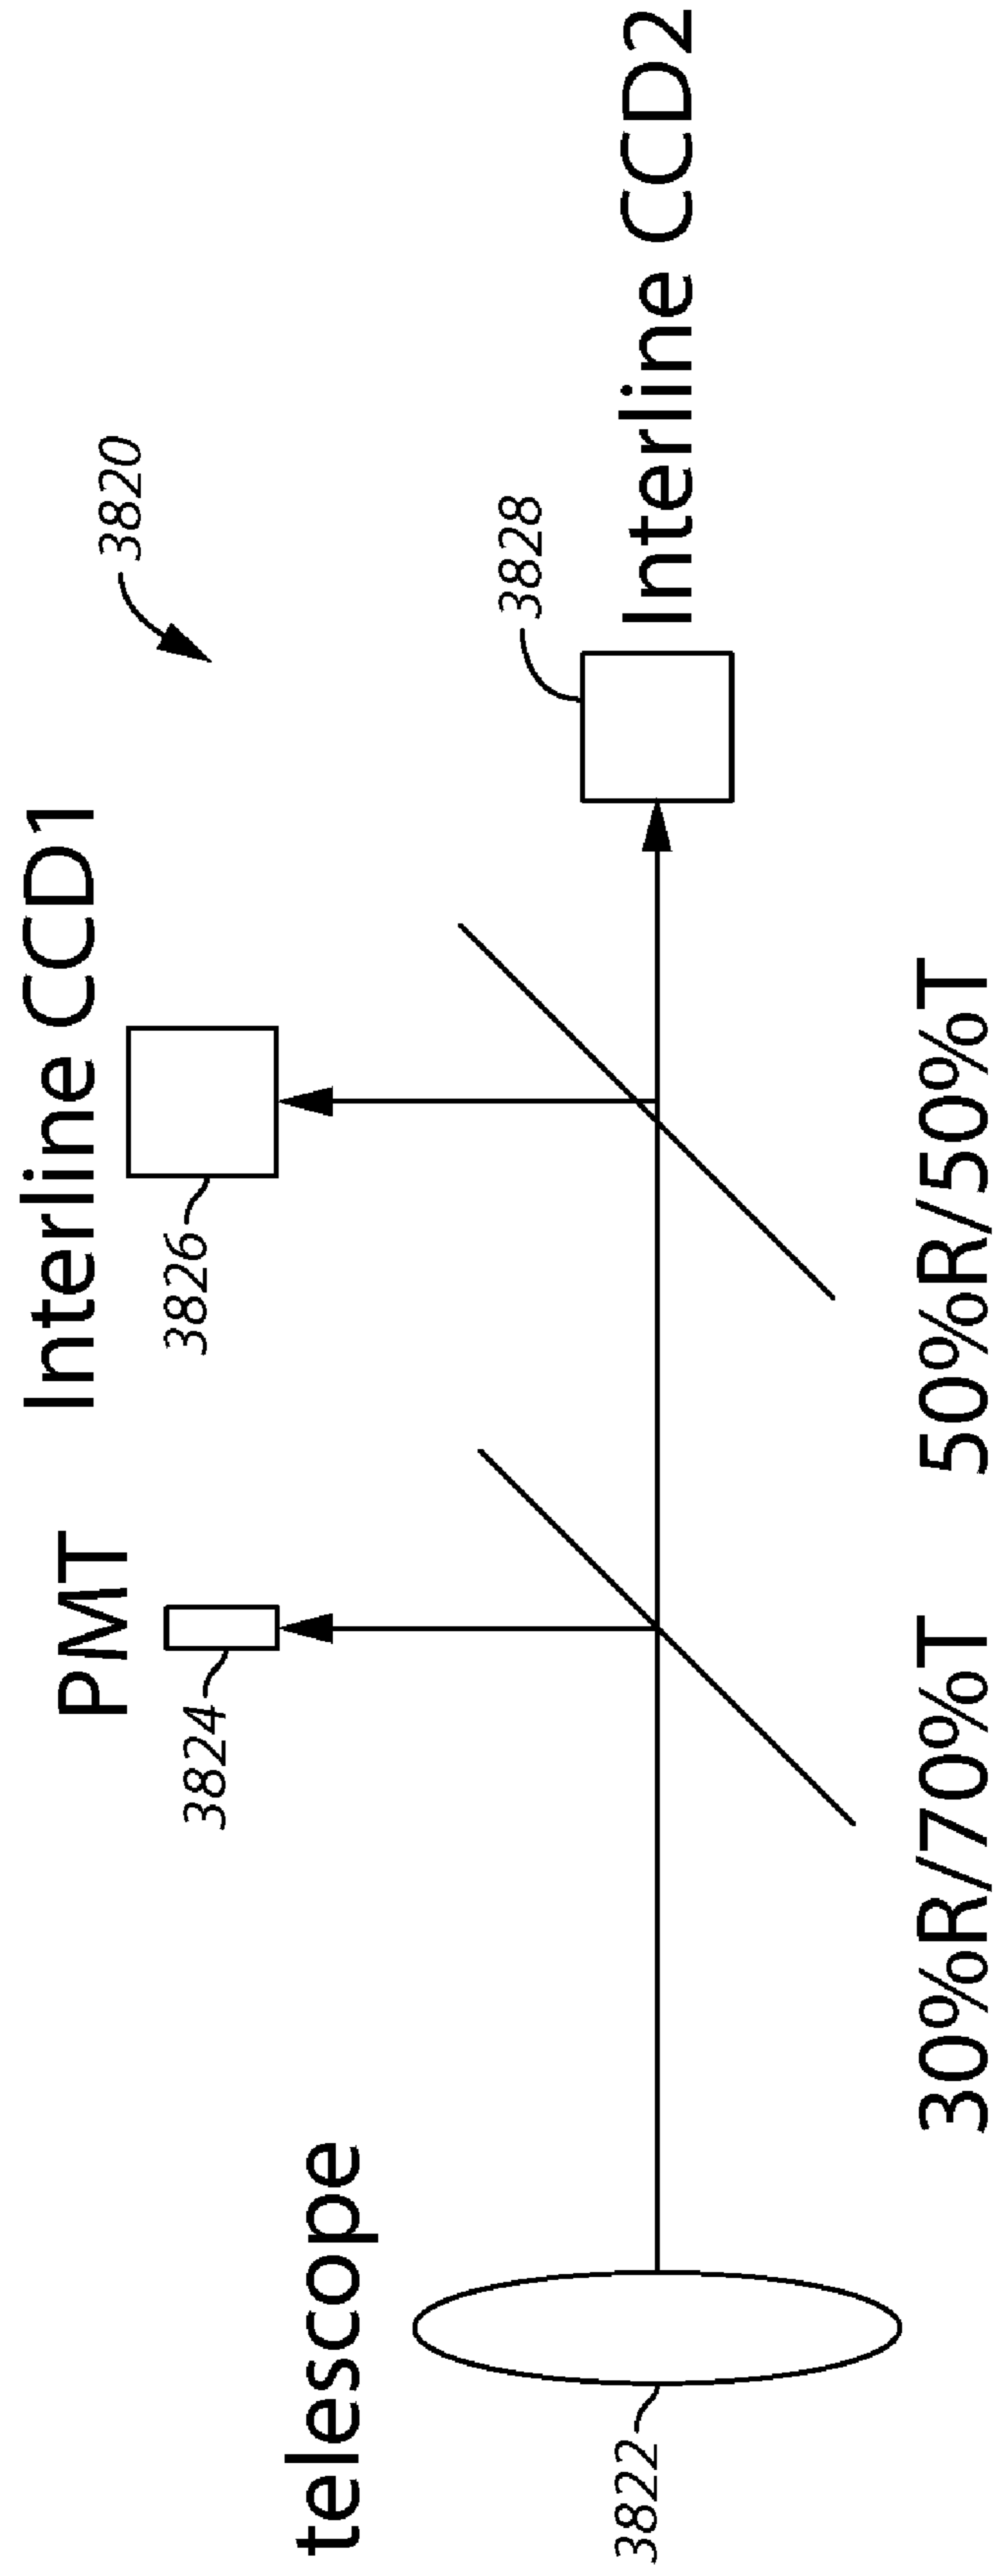 Interline CCD1
PMT
3820
telescope
3824
3826
3828
Interline CCD2
3822
30%R/70%T
50%R/50%T